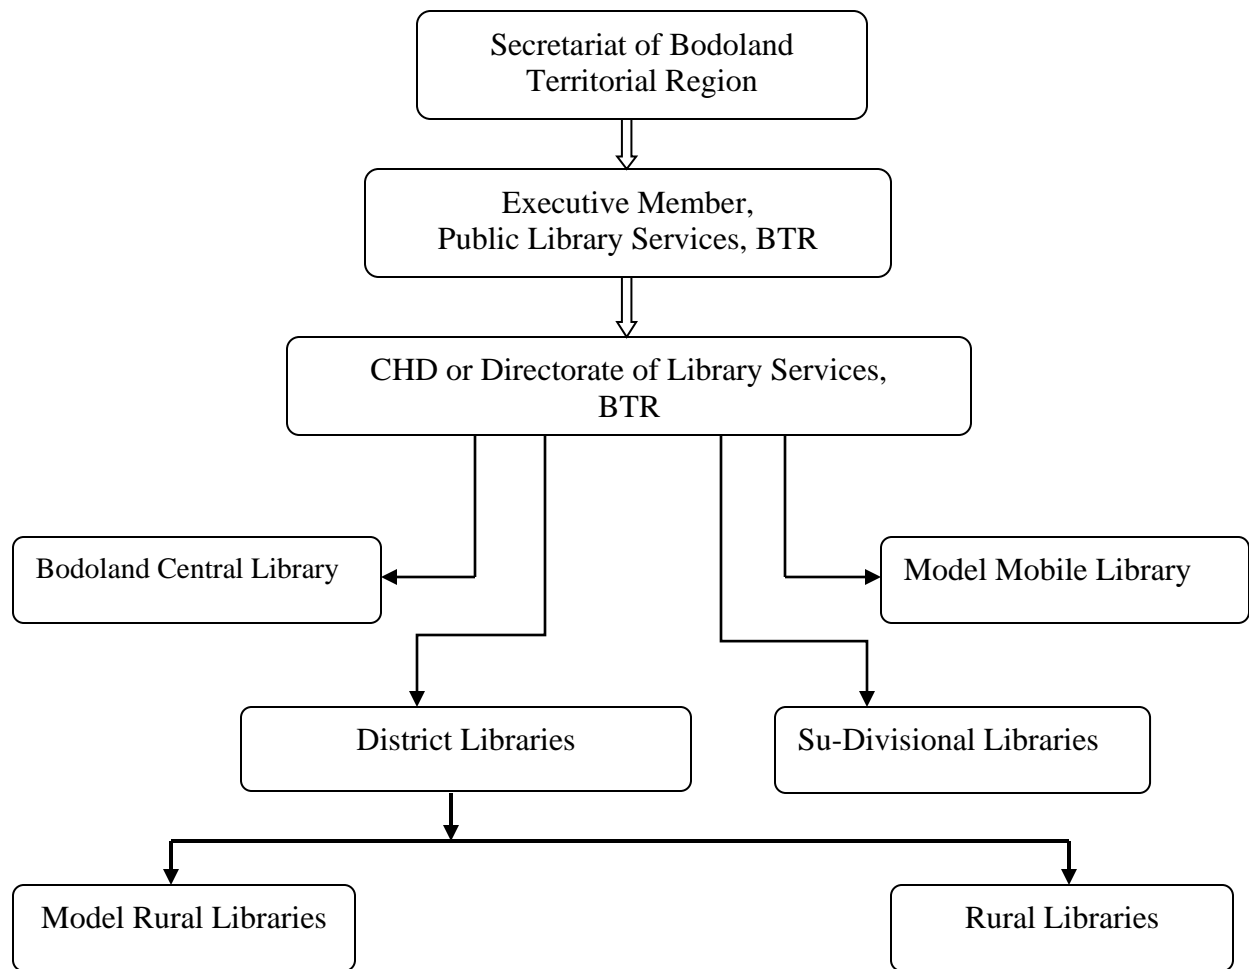 Secretariat of Bodoland
Territorial Region
Executive Member,
Public Library Services, BTR
CHD or Directorate of Library Services,
BTR
Bodoland Central Library
Model Mobile Library
District Libraries
Su-Divisional Libraries
Model Rural Libraries
Rural Libraries